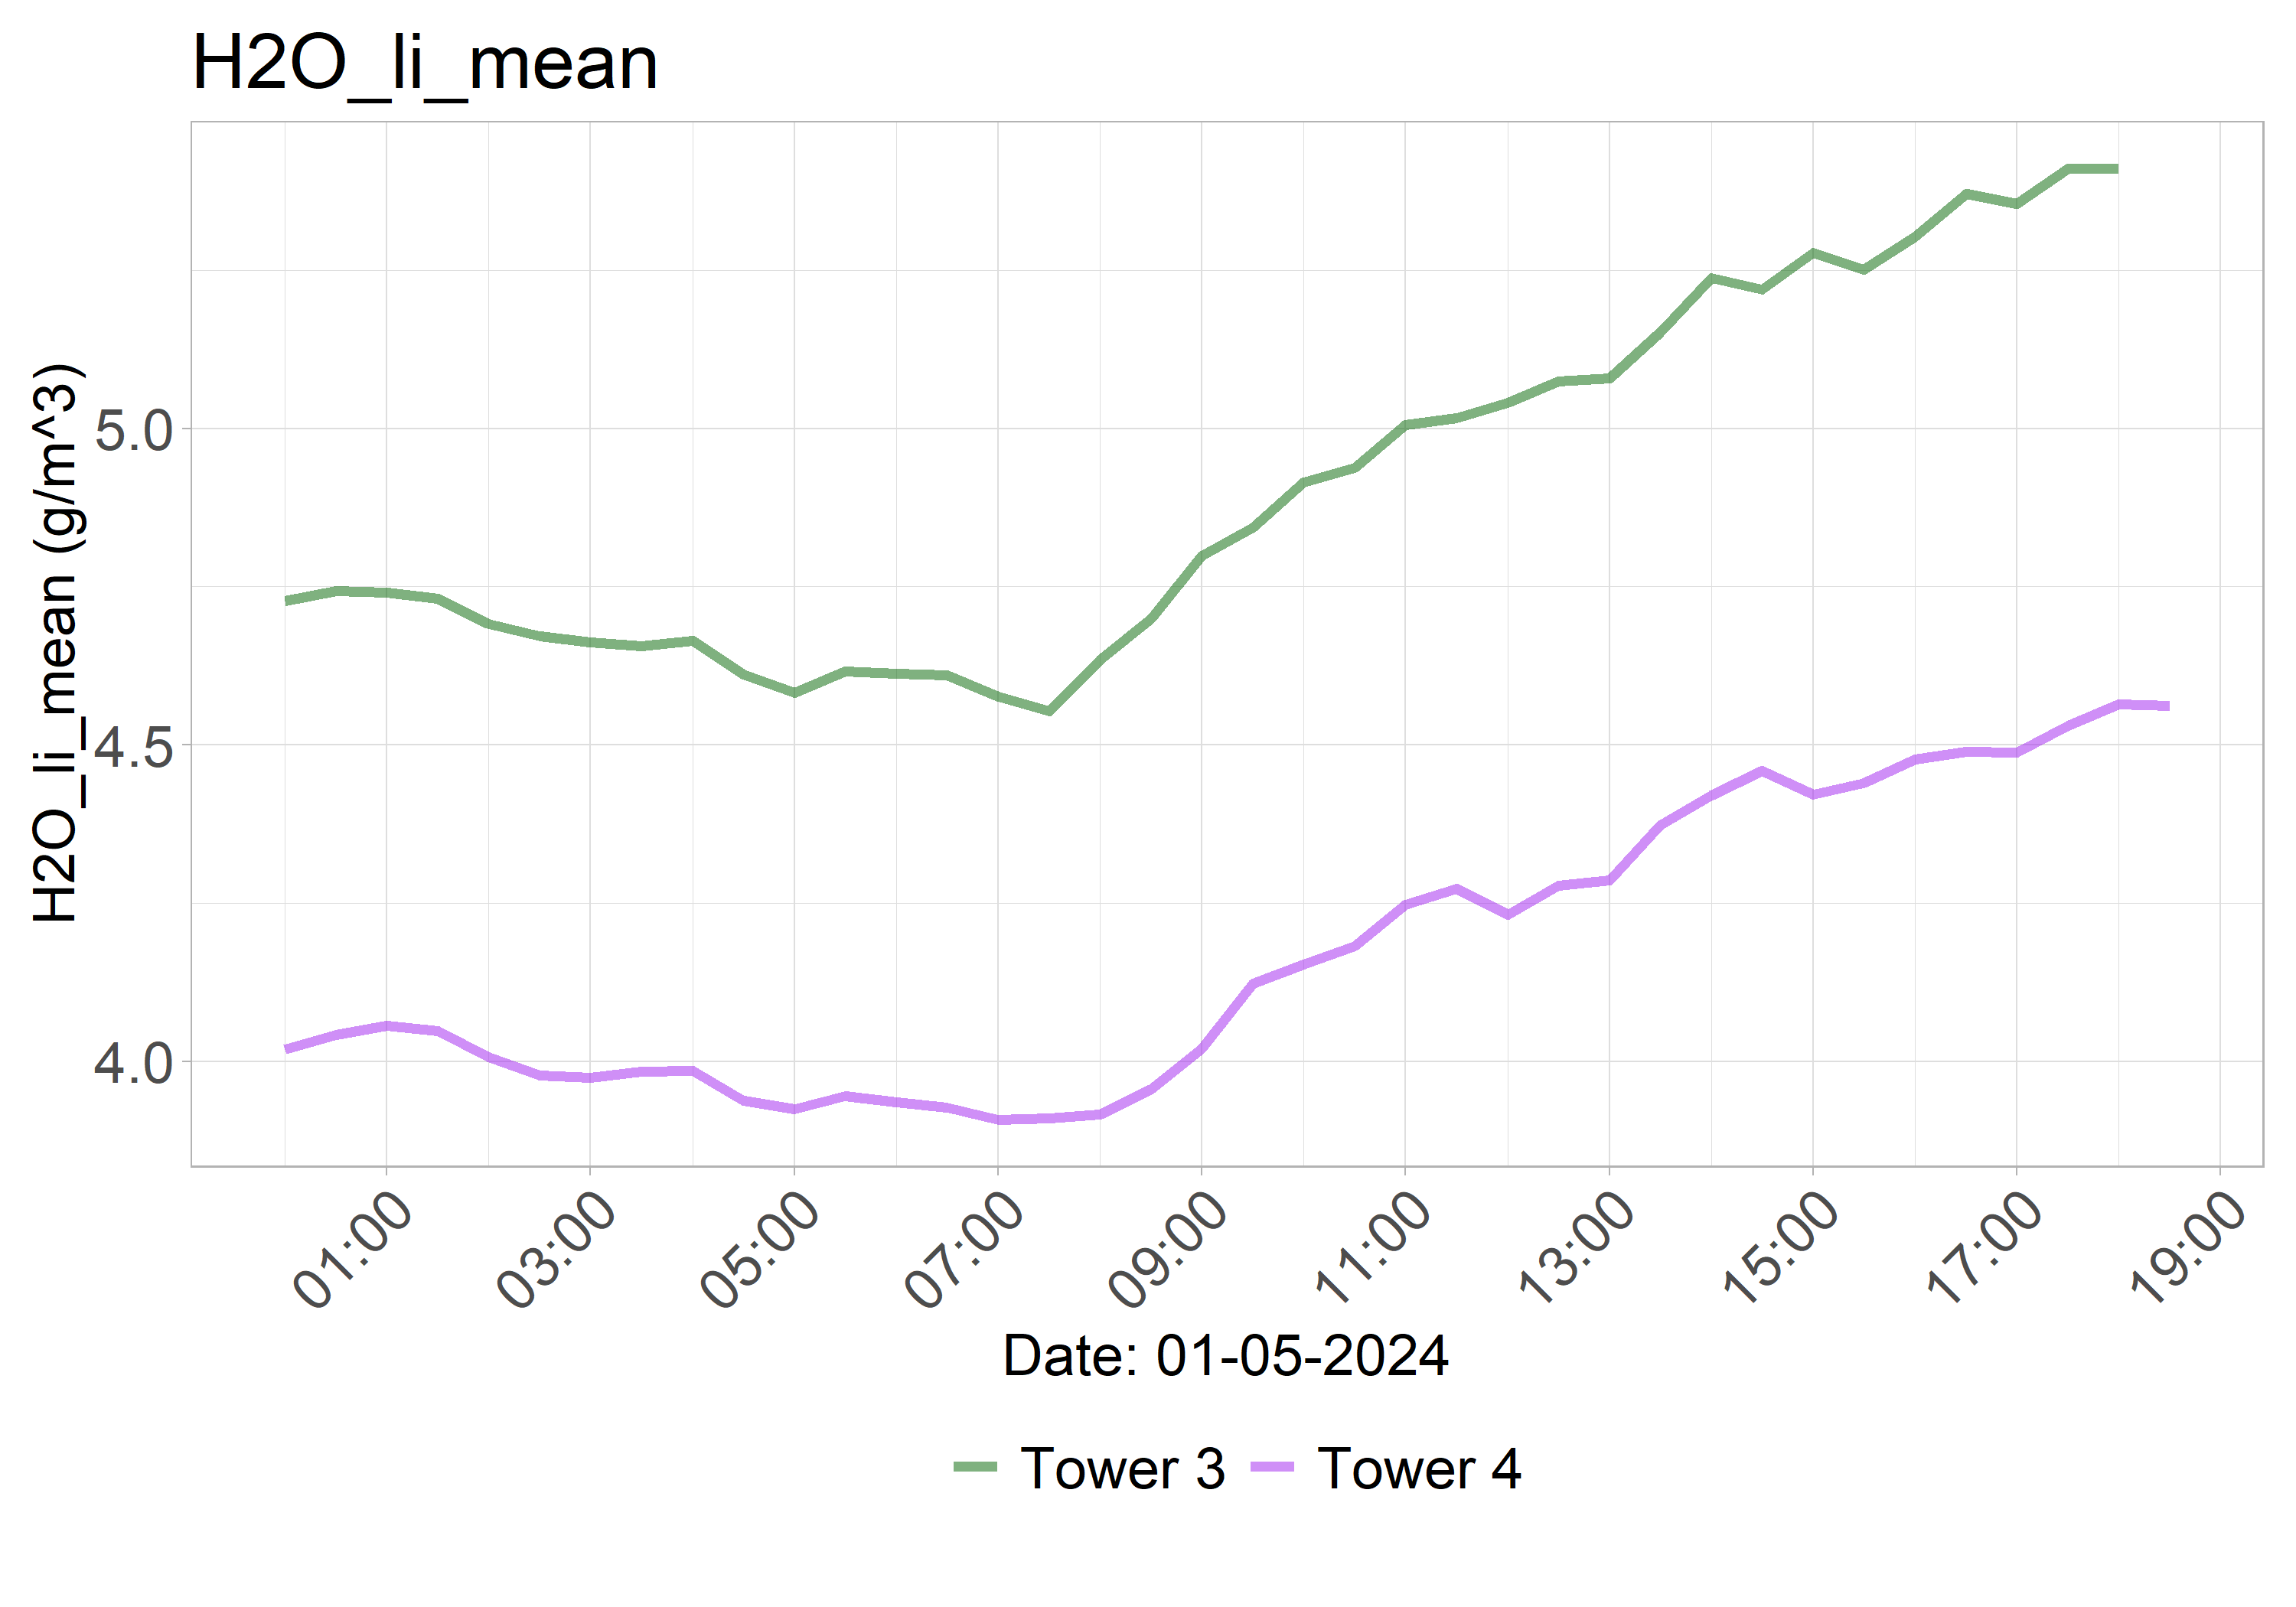 H2O_li_mean
H2O_li_mean (g/m^3)
5.0
4.5
4.0
01:00 03:00 05:00 07:00 09:00 11:00 13:00 15:00 17:00 19:00
Date: 01-05-2024
Tower 3 Tower 4